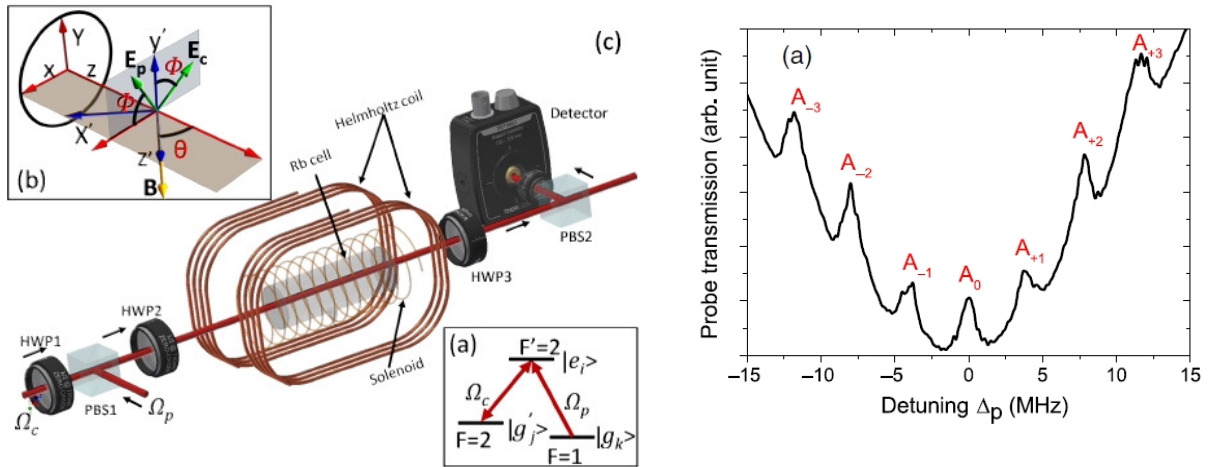 Y
X
Z
y′
E_p
Φ
E_c
Φ
X′
Z′
θ
B
(b)
(c)
Helmholtz coil
Rb cell
Detector
PBS2
HWP3
HWP2
HWP1
Solenoid
PBS1
Ω_c
Ω_p
(a)
F'=2 |e_i>
Ω_c
Ω_p
|g′_j>
|g_k>
F=2
F=1
(a)
A_{-3}
A_{-2}
A_{-1}
A_0
A_{+1}
A_{+2}
A_{+3}
Probe transmission (arb. unit)
−15 −10 −5 0 5 10 15
Detuning Δ_p (MHz)